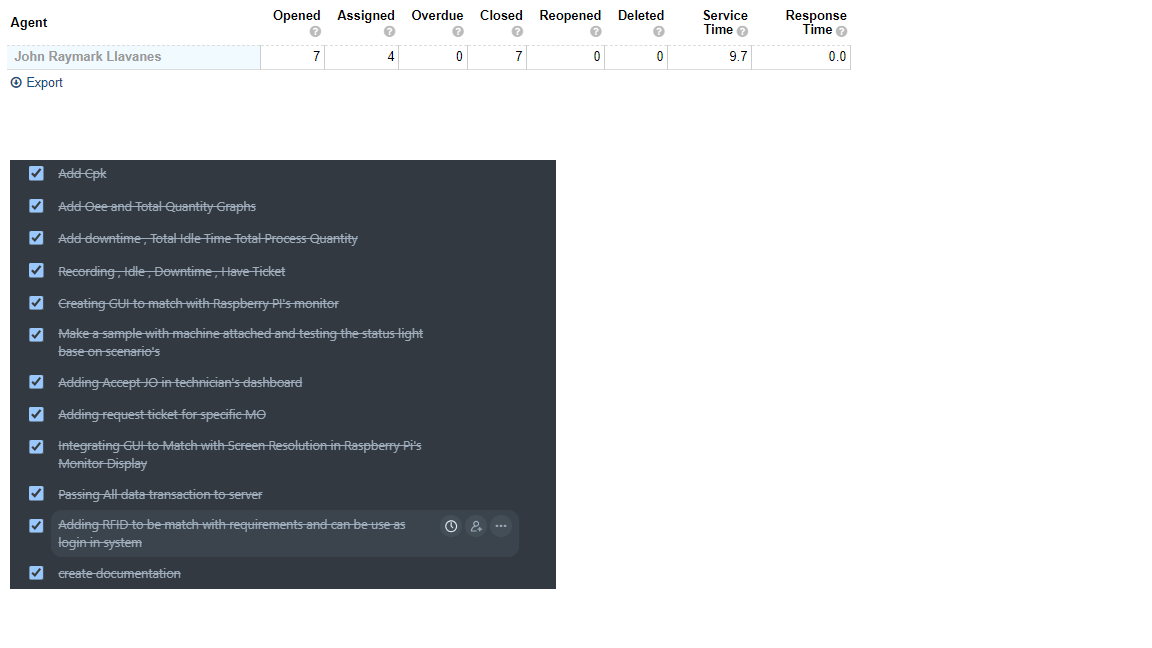 Agent Opened Assigned Overdue Closed Reopened Deleted Service Time Response Time
John Raymark Llavanes 7 4 0 7 0 0 9.7 0.0
Export
Add Cpk
Add Oee and Total Quantity Graphs
Add downtime , Total Idle Time Total Process Quantity
Recording , Idle , Downtime , Have Ticket
Creating GUI to match with Raspberry PI's monitor
Make a sample with machine attached and testing the status light
base on scenario's
Adding Accept JO in technician's dashboard
Adding request ticket for specific MO
Integrating GUI to Match with Screen Resolution in Raspberry Pi's
Monitor Display
Passing All data transaction to server
Adding RFID to be match with requirements and can be use as
login in system
create documentation